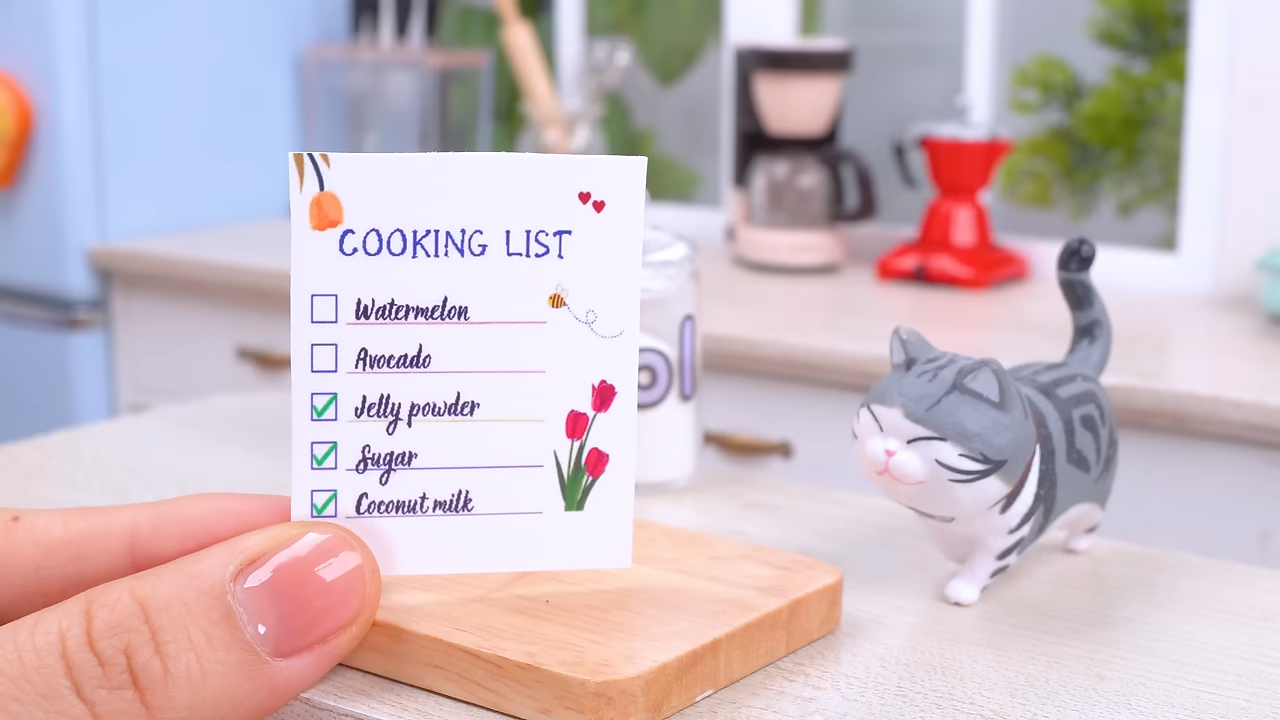 COOKING LIST
Watermelon
Avocado
Jelly powder
Sugar
Coconut milk